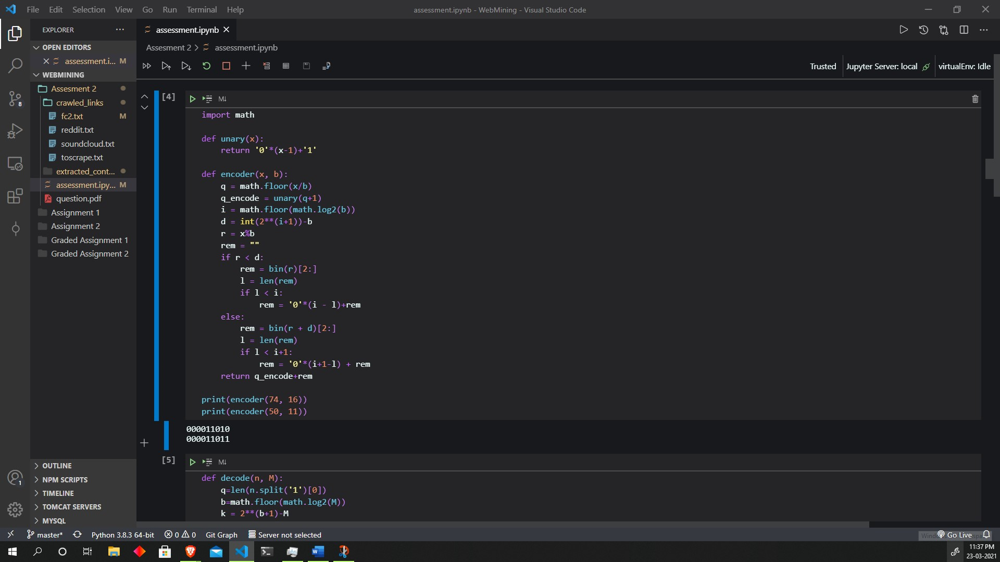 File Edit Selection View Go Run Terminal Help
assessment.ipynb - WebMining - Visual Studio Code
EXPLORER
OPEN EDITORS
assessment.i... M
WEBMINING
Assesment 2
crawled_links
fc2.txt M
reddit.txt
soundcloud.txt
toscrape.txt
extracted_cont...
assessment.ipy... M
question.pdf
Assignment 1
Assignment 2
Graded Assignment 1
Graded Assignment 2
8
1
OUTLINE
NPM SCRIPTS
TIMELINE
TOMCAT SERVERS
MYSQL
assessment.ipynb
Assesment 2 > assessment.ipynb
Trusted Jupyter Server: local virtualEnv: Idle
[4] M↓
import math
def unary(x):
    return '0'*(x-1)+'1'
def encoder(x, b):
    q = math.floor(x/b)
    q_encode = unary(q+1)
    i = math.floor(math.log2(b))
    d = int(2**(i+1))-b
    r = x%b
    rem = ""
    if r < d:
        rem = bin(r)[2:]
        l = len(rem)
        if l < i:
            rem = '0'*(i - l)+rem
    else:
        rem = bin(r + d)[2:]
        l = len(rem)
        if l < i+1:
            rem = '0'*(i+1-l) + rem
    return q_encode+rem
print(encoder(74, 16))
print(encoder(50, 11))
000011010
000011011
[5] M↓
def decode(n, M):
    q=len(n.split('1')[0])
    b=math.floor(math.log2(M))
    k = 2**(b+1)-M
master* Python 3.8.3 64-bit 0 0 Git Graph Server not selected Go Live
11:37 PM
23-03-2021